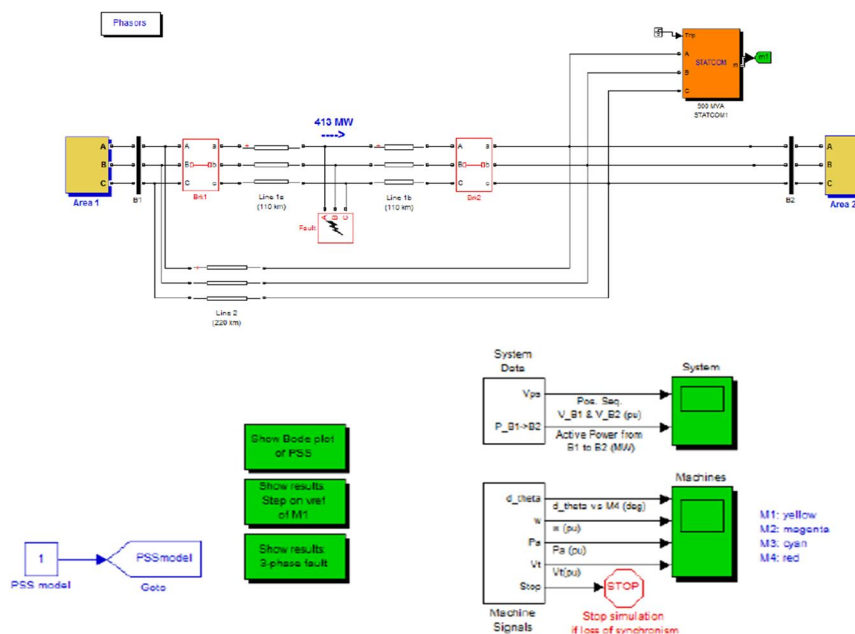 Phasors
Trip
A
B
C
STATCOM
m
m1
500 MVA
STATCOM1
413 MW
---->
A
B
C
Area 1
B1
A
B
C
a
b
c
Brk1
Line 1a
(110 km)
Line 1b
(110 km)
A
B
C
a
b
c
Brk2
B2
A
B
C
Area 2
A
B
C
Fault
Line 2
(220 km)
System
Data
Vps
P_B1->B2
Pos. Seq.
V_B1 & V_B2 (pu)
Active Power from
B1 to B2 (MW)
System
Show Bode plot
of PSS
Show results:
Step on vref
of M1
Show results:
3-phase fault
1
PSS model
PSSmodel
Goto
d_theta
w
Pa
Vt
Stop
d_theta vs M4 (deg)
w (pu)
Pa (pu)
Vt(pu)
Machines
STOP
Machine
Signals
Stop simulation
if loss of synchronism
M1: yellow
M2: magenta
M3: cyan
M4: red